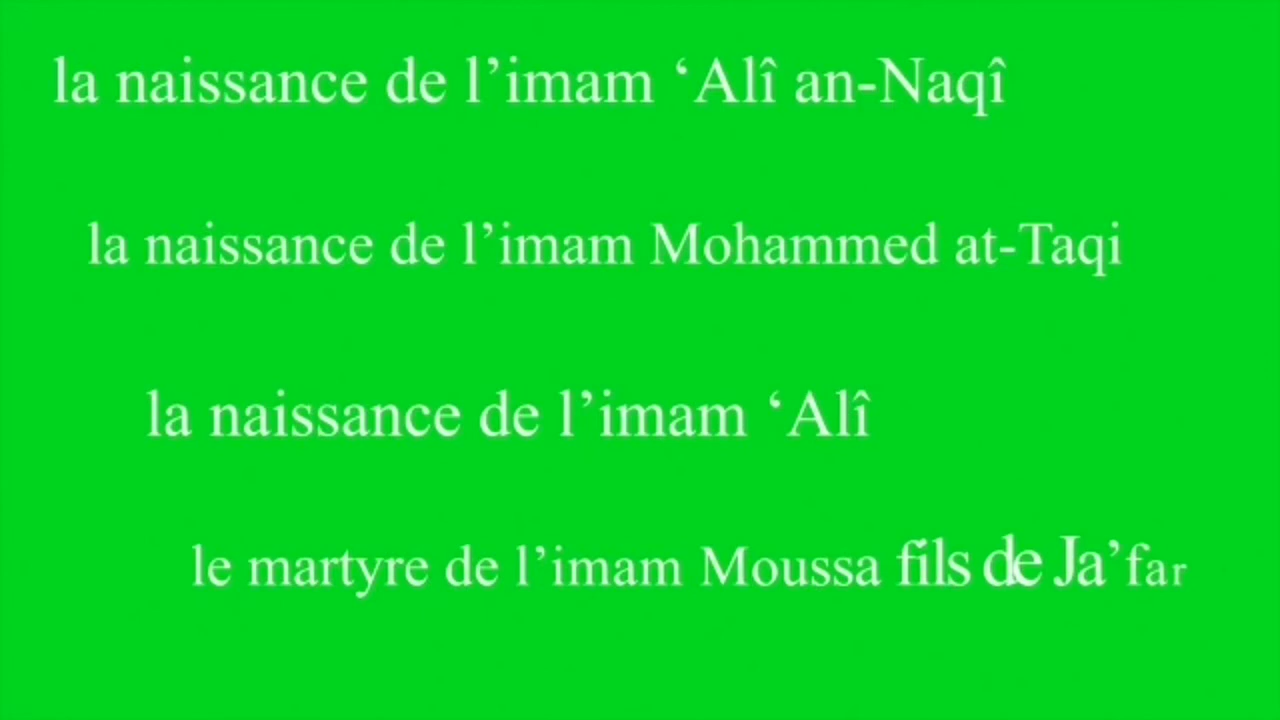 la naissance de l’imam ‘Alî an-Naqî
la naissance de l’imam Mohammed at-Taqi
la naissance de l’imam ‘Alî
le martyre de l’imam Moussa fils de Ja’far